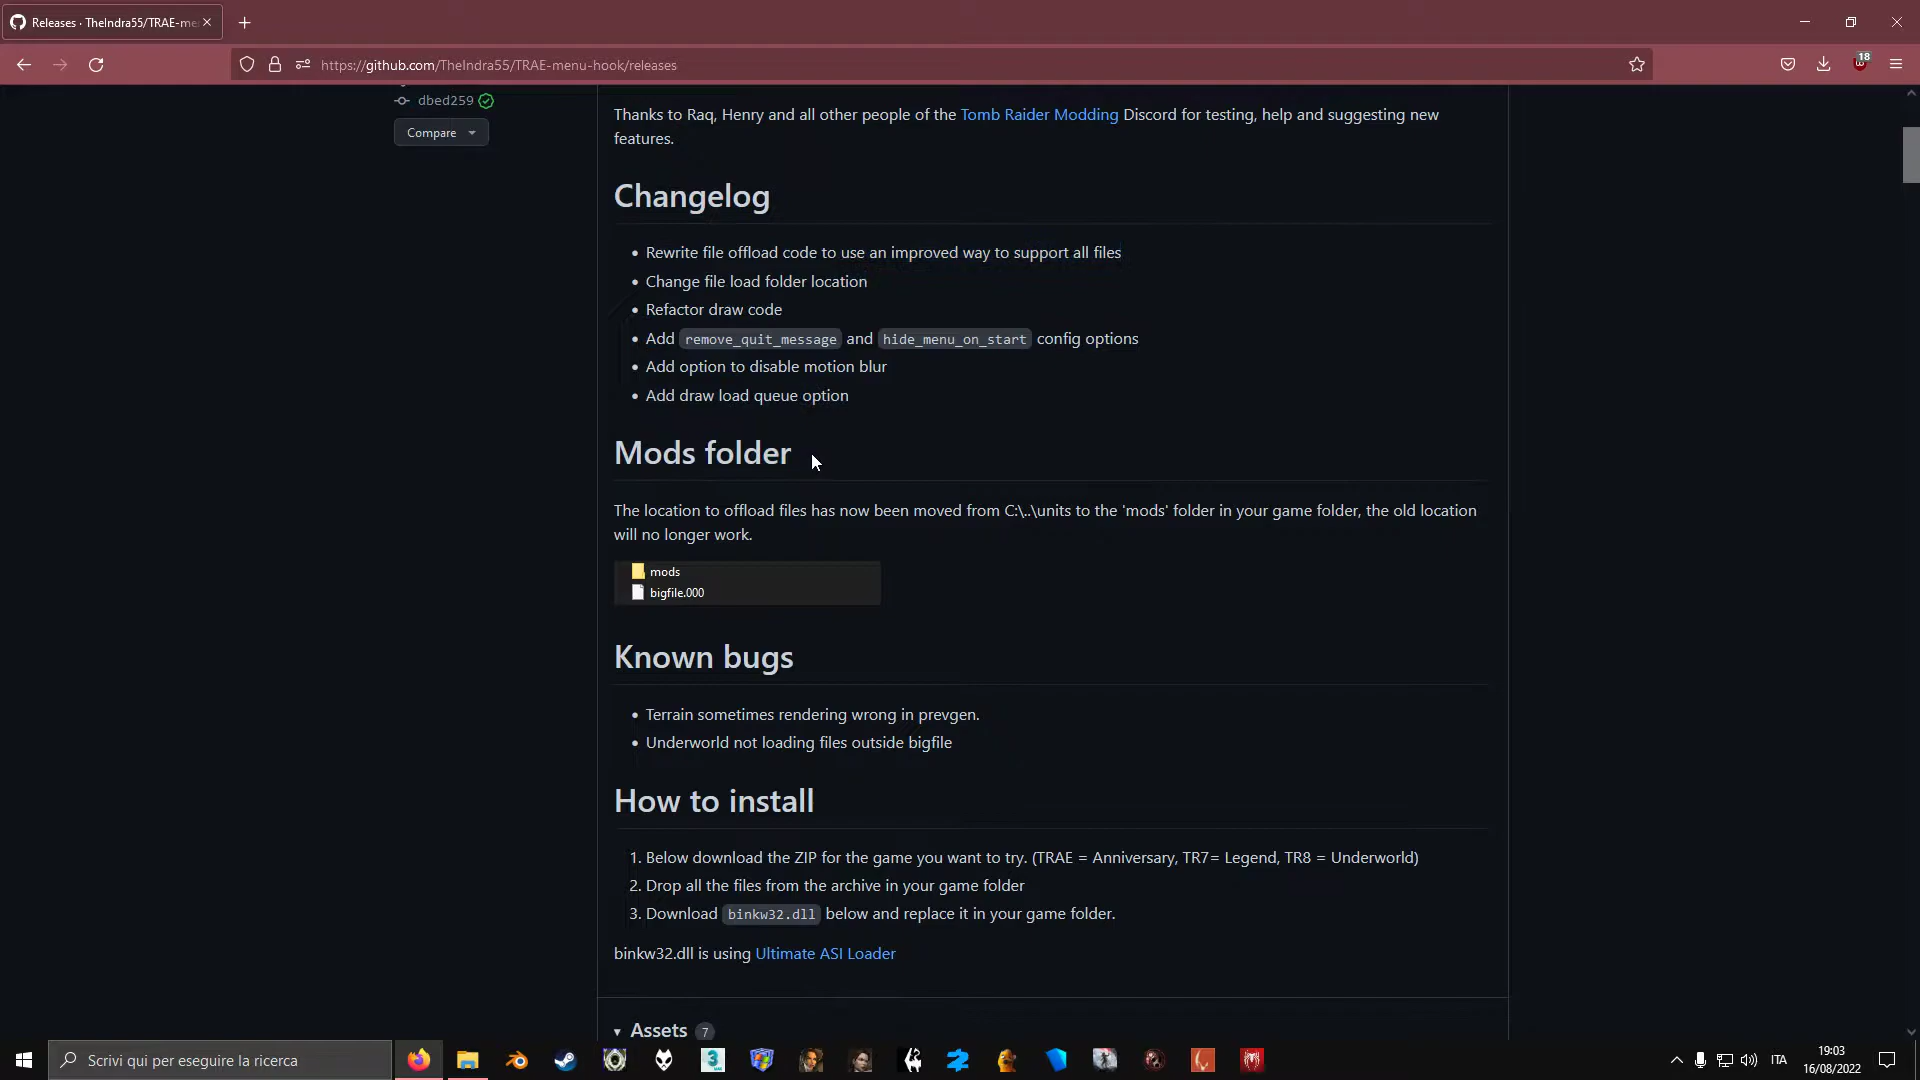 Releases · TheIndra55/TRAE-me
https://github.com/TheIndra55/TRAE-menu-hook/releases
18
dbed259
Compare
Thanks to Raq, Henry and all other people of the Tomb Raider Modding Discord for testing, help and suggesting new
features.
Changelog
• Rewrite file offload code to use an improved way to support all files
• Change file load folder location
• Refactor draw code
• Add remove_quit_message and hide_menu_on_start config options
• Add option to disable motion blur
• Add draw load queue option
Mods folder
The location to offload files has now been moved from C:\..\units to the 'mods' folder in your game folder, the old location
will no longer work.
mods
bigfile.000
Known bugs
• Terrain sometimes rendering wrong in prevgen.
• Underworld not loading files outside bigfile
How to install
1. Below download the ZIP for the game you want to try. (TRAE = Anniversary, TR7= Legend, TR8 = Underworld)
2. Drop all the files from the archive in your game folder
3. Download binkw32.dll below and replace it in your game folder.
binkw32.dll is using Ultimate ASI Loader
Assets 7
Scrivi qui per eseguire la ricerca
ITA
19:03
16/08/2022